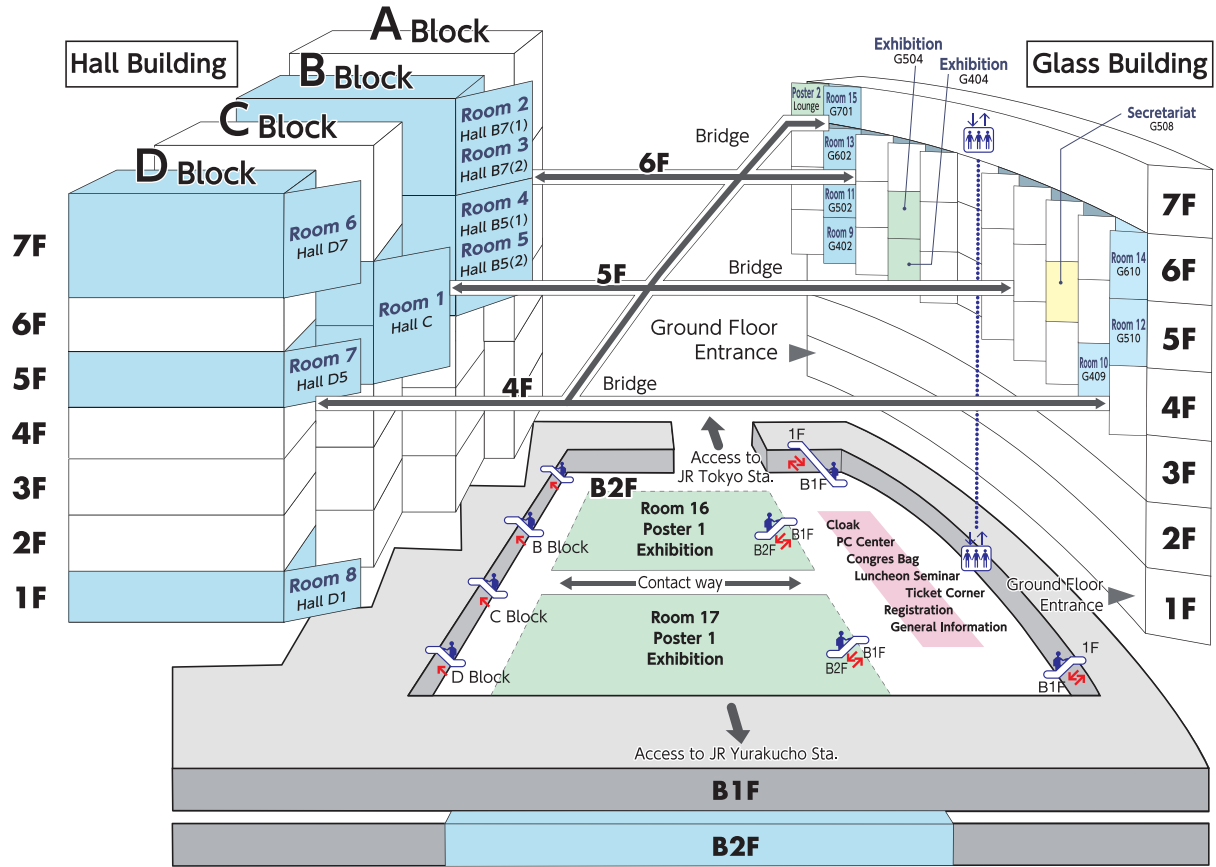 Hall Building
A Block
B Block
C Block
D Block
Room 2
Hall B7(1)
Room 3
Hall B7(2)
Room 4
Hall B5(1)
Room 5
Hall B5(2)
Room 6
Hall D7
Room 1
Hall C
Room 7
Hall D5
Room 8
Hall D1
7F
6F
5F
4F
3F
2F
1F
Glass Building
Exhibition
G504
Exhibition
G404
Secretariat
G508
Poster 2
Lounge
Room 15
G701
Room 13
G602
Room 11
G502
Room 9
G402
Room 14
G610
Room 12
G510
Room 10
G409
7F
6F
5F
4F
3F
2F
1F
Bridge
6F
5F
Bridge
4F
Bridge
Ground Floor
Entrance
Ground Floor
Entrance
Access to
JR Tokyo Sta.
B2F
Room 16
Poster 1
Exhibition
Contact way
Room 17
Poster 1
Exhibition
B Block
C Block
D Block
1F
B1F
B1F
B2F
B1F
B2F
1F
B1F
Cloak
PC Center
Congres Bag
Luncheon Seminar
Ticket Corner
Registration
General Information
Access to JR Yurakucho Sta.
B1F
B2F